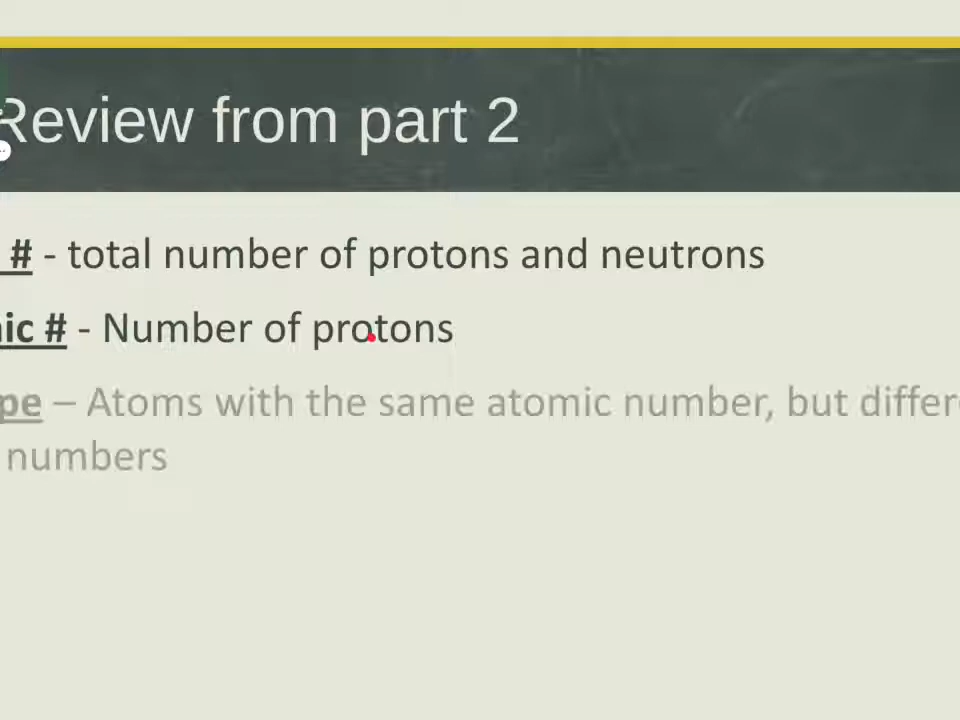 Review from part 2
# - total number of protons and neutrons
ic # - Number of protons
pe – Atoms with the same atomic number, but differ
numbers